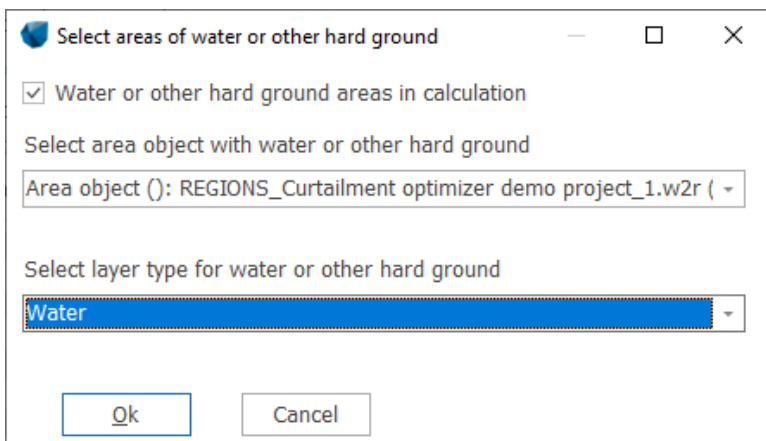 Select areas of water or other hard ground
Water or other hard ground areas in calculation
Select area object with water or other hard ground
Area object (): REGIONS_Curtailment optimizer demo project_1.w2r (
Select layer type for water or other hard ground
Water
Ok
Cancel